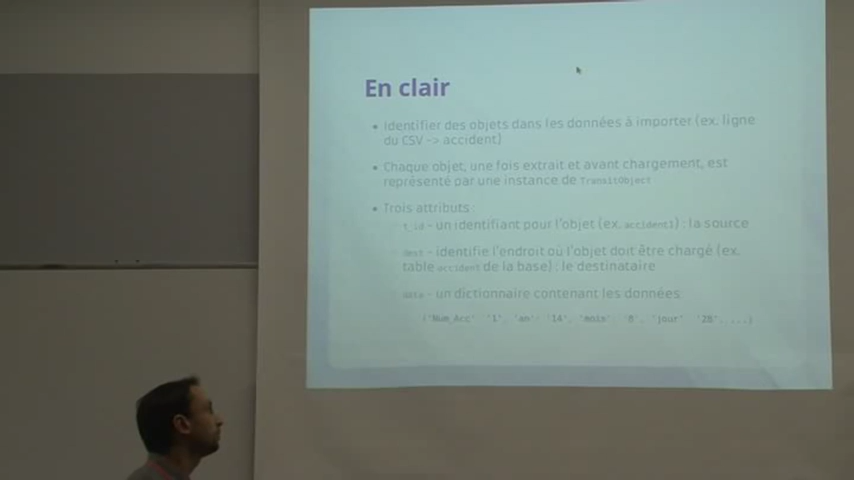 En clair
• Identifier des objets dans les données à importer (ex. ligne
du CSV -> accident)
• Chaque objet, une fois extrait et avant chargement, est
représenté par une instance de TransitObject
• Trois attributs
t_id - un identifiant pour l'objet (ex. accident1) : la source
dest - identifie l'endroit où l'objet doit être chargé (ex.
table accident de la base) : le destinataire
data - un dictionnaire contenant les données
{'Num_Acc' '1', 'an': '14', 'mois' '8', 'jour' '28',....}